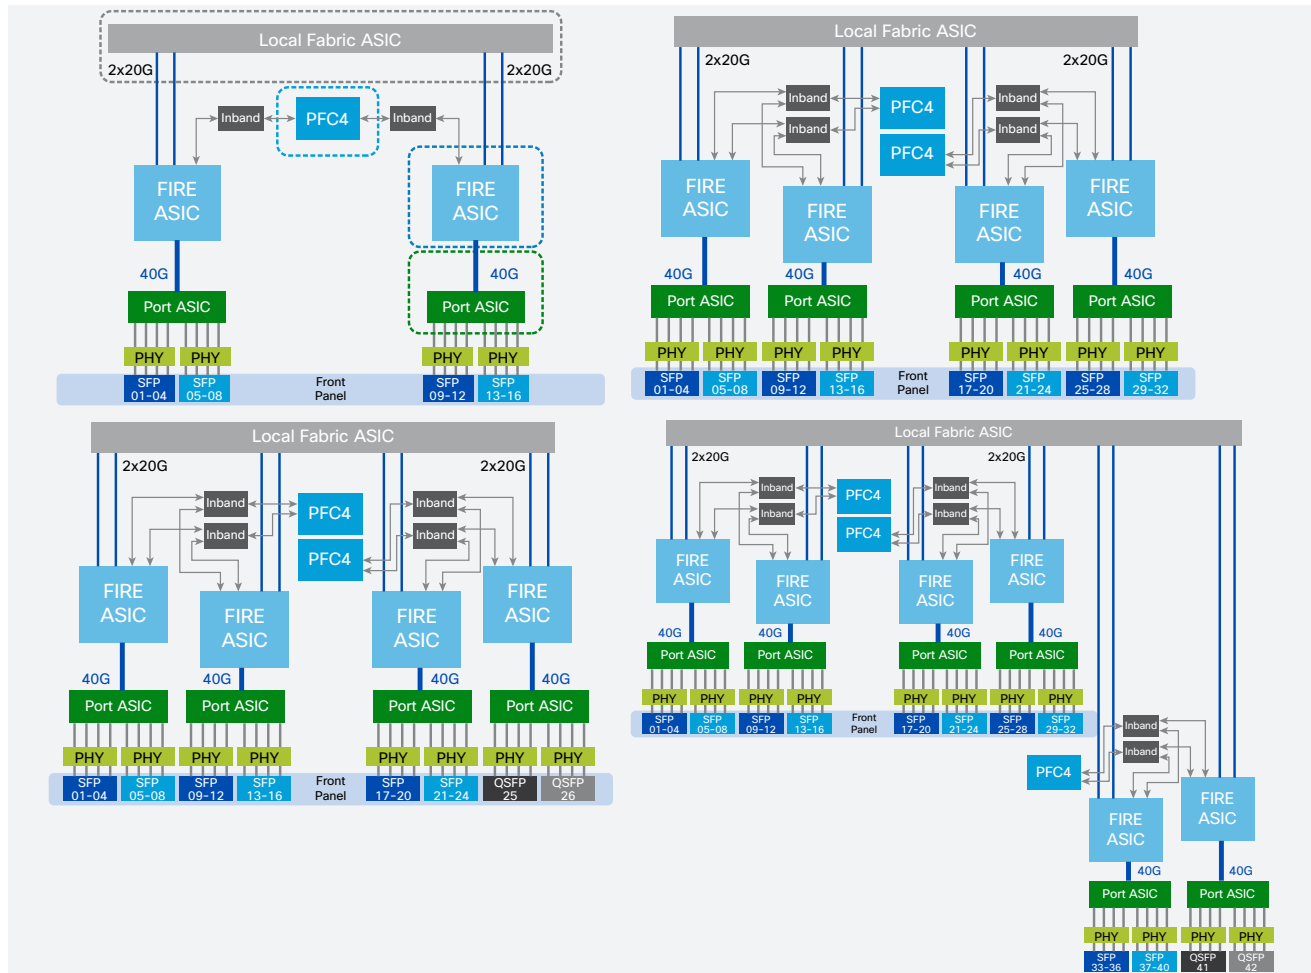 Local Fabric ASIC
2x20G
2x20G
Inband
PFC4
Inband
FIRE
ASIC
FIRE
ASIC
40G
40G
Port ASIC
Port ASIC
PHY
PHY
PHY
PHY
SFP
01-04
SFP
05-08
Front
Panel
SFP
09-12
SFP
13-16
Local Fabric ASIC
2x20G
2x20G
Inband
Inband
PFC4
PFC4
Inband
Inband
FIRE
ASIC
FIRE
ASIC
FIRE
ASIC
FIRE
ASIC
40G
40G
40G
40G
Port ASIC
Port ASIC
Port ASIC
Port ASIC
PHY
PHY
PHY
PHY
PHY
PHY
PHY
PHY
SFP
01-04
SFP
05-08
SFP
09-12
SFP
13-16
Front
Panel
SFP
17-20
SFP
21-24
SFP
25-28
SFP
29-32
Local Fabric ASIC
2x20G
2x20G
Inband
Inband
PFC4
PFC4
Inband
Inband
FIRE
ASIC
FIRE
ASIC
FIRE
ASIC
FIRE
ASIC
40G
40G
40G
40G
Port ASIC
Port ASIC
Port ASIC
Port ASIC
PHY
PHY
PHY
PHY
PHY
PHY
PHY
PHY
SFP
01-04
SFP
05-08
SFP
09-12
SFP
13-16
Front
Panel
SFP
17-20
SFP
21-24
QSFP
25
QSFP
26
Local Fabric ASIC
2x20G
2x20G
Inband
Inband
PFC4
PFC4
Inband
Inband
FIRE
ASIC
FIRE
ASIC
FIRE
ASIC
FIRE
ASIC
40G
40G
40G
40G
Port ASIC
Port ASIC
Port ASIC
Port ASIC
PHY
PHY
PHY
PHY
PHY
PHY
PHY
PHY
SFP
01-04
SFP
05-08
SFP
09-12
SFP
13-16
Front
Panel
SFP
17-20
SFP
21-24
SFP
25-28
SFP
29-32
Inband
Inband
PFC4
FIRE
ASIC
FIRE
ASIC
40G
40G
Port ASIC
Port ASIC
PHY
PHY
PHY
PHY
SFP
33-36
SFP
37-40
QSFP
41
QSFP
42